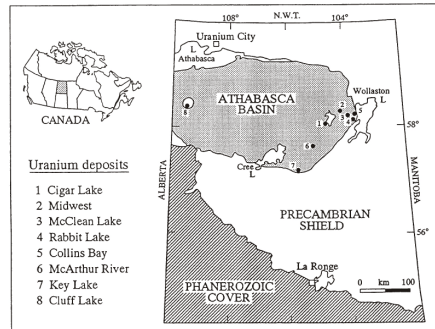 108°
N.W.T.
104°
Uranium City
L
Athabasca
Wollaston
L
ATHABASCA
BASIN
8
2
1
3
4
5
58°
6
7
Cree
L
CANADA
Uranium deposits
1 Cigar Lake
2 Midwest
3 McClean Lake
4 Rabbit Lake
5 Collins Bay
6 McArthur River
7 Key Lake
8 Cluff Lake
ALBERTA
MANITOBA
PRECAMBRIAN
SHIELD
56°
La Ronge
km
0 100
PHANEROZOIC
COVER